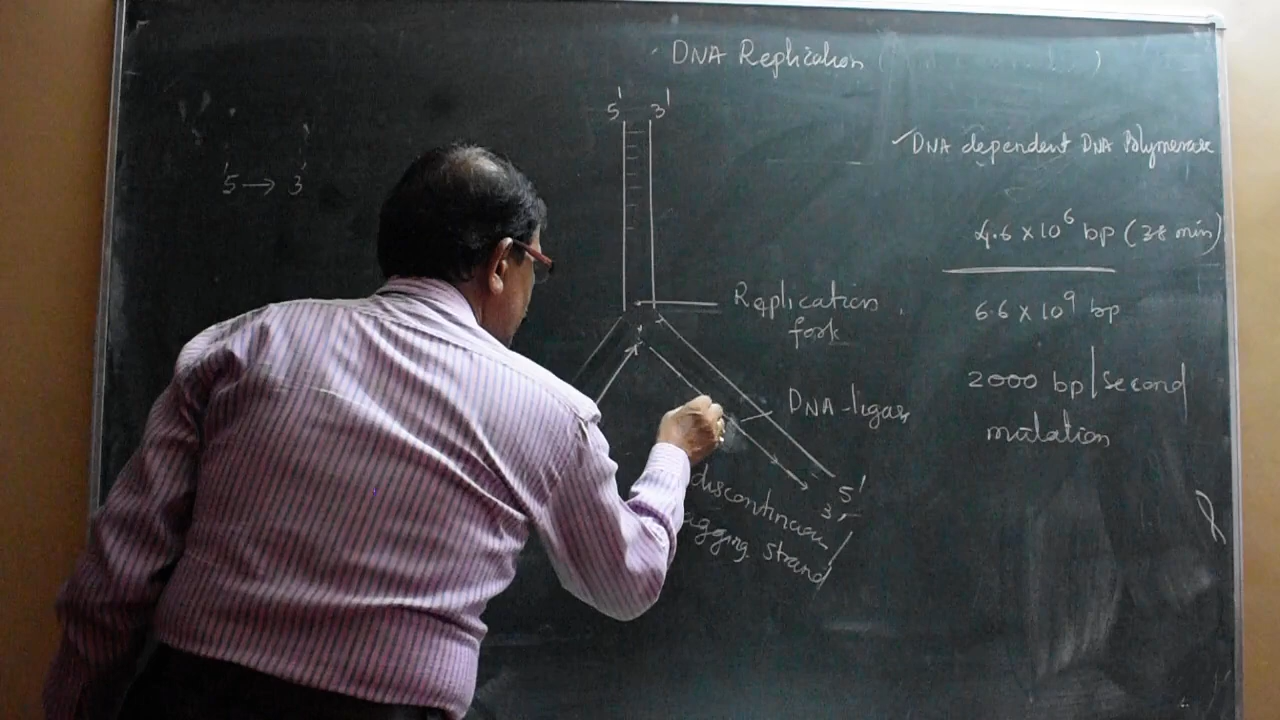 DNA Replication
5' 3'
'5 → '3
DNA dependent DNA Polymerase
4.6 x 10⁶ bp (38 min)
6.6 x 10⁹ bp
Replication
fork
2000 bp/second
mutation
DNA-ligase
5'
3'
discontinuous
lagging strand